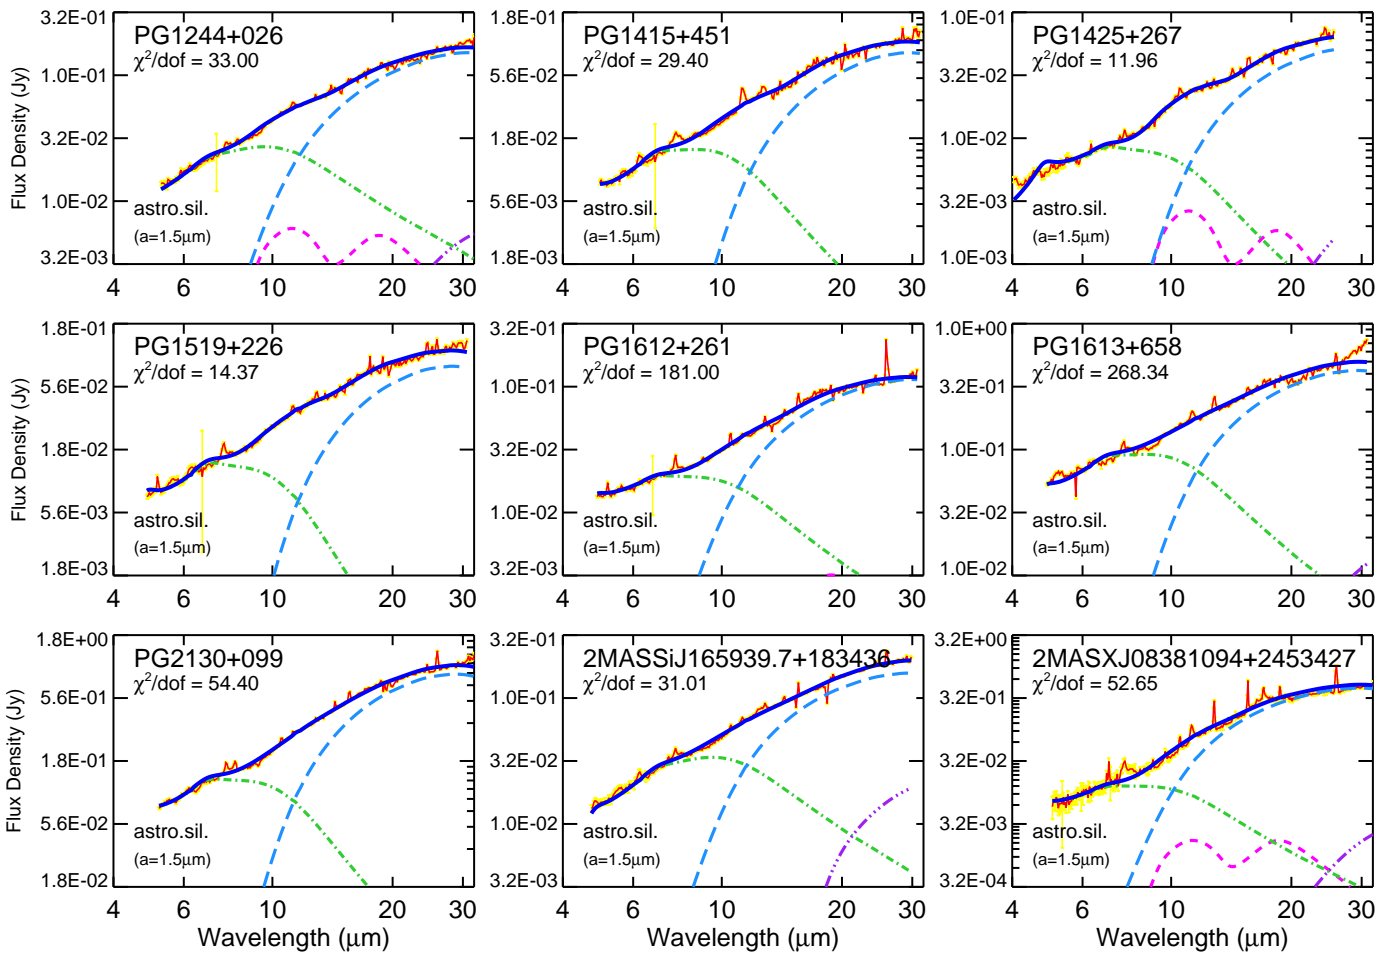 3.2E-01
1.0E-01
3.2E-02
1.0E-02
3.2E-03
Flux Density (Jy)
PG1244+026
χ²/dof = 33.00
astro.sil.
(a=1.5μm)
4 6 10 20 30
1.8E-01
5.6E-02
1.8E-02
5.6E-03
1.8E-03
PG1415+451
χ²/dof = 29.40
astro.sil.
(a=1.5μm)
4 6 10 20 30
1.0E-01
3.2E-02
1.0E-02
3.2E-03
1.0E-03
PG1425+267
χ²/dof = 11.96
astro.sil.
(a=1.5μm)
4 6 10 20 30
1.8E-01
5.6E-02
1.8E-02
5.6E-03
1.8E-03
Flux Density (Jy)
PG1519+226
χ²/dof = 14.37
astro.sil.
(a=1.5μm)
4 6 10 20 30
3.2E-01
1.0E-01
3.2E-02
1.0E-02
3.2E-03
PG1612+261
χ²/dof = 181.00
astro.sil.
(a=1.5μm)
4 6 10 20 30
1.0E+00
3.2E-01
1.0E-01
3.2E-02
1.0E-02
PG1613+658
χ²/dof = 268.34
astro.sil.
(a=1.5μm)
4 6 10 20 30
1.8E+00
5.6E-01
1.8E-01
5.6E-02
1.8E-02
Flux Density (Jy)
PG2130+099
χ²/dof = 54.40
astro.sil.
(a=1.5μm)
4 6 10 20 30
Wavelength (μm)
3.2E-01
1.0E-01
3.2E-02
1.0E-02
3.2E-03
2MASSiJ165939.7+183436
χ²/dof = 31.01
astro.sil.
(a=1.5μm)
4 6 10 20 30
Wavelength (μm)
3.2E+00
3.2E-01
3.2E-02
3.2E-03
3.2E-04
2MASXJ08381094+2453427
χ²/dof = 52.65
astro.sil.
(a=1.5μm)
4 6 10 20 30
Wavelength (μm)